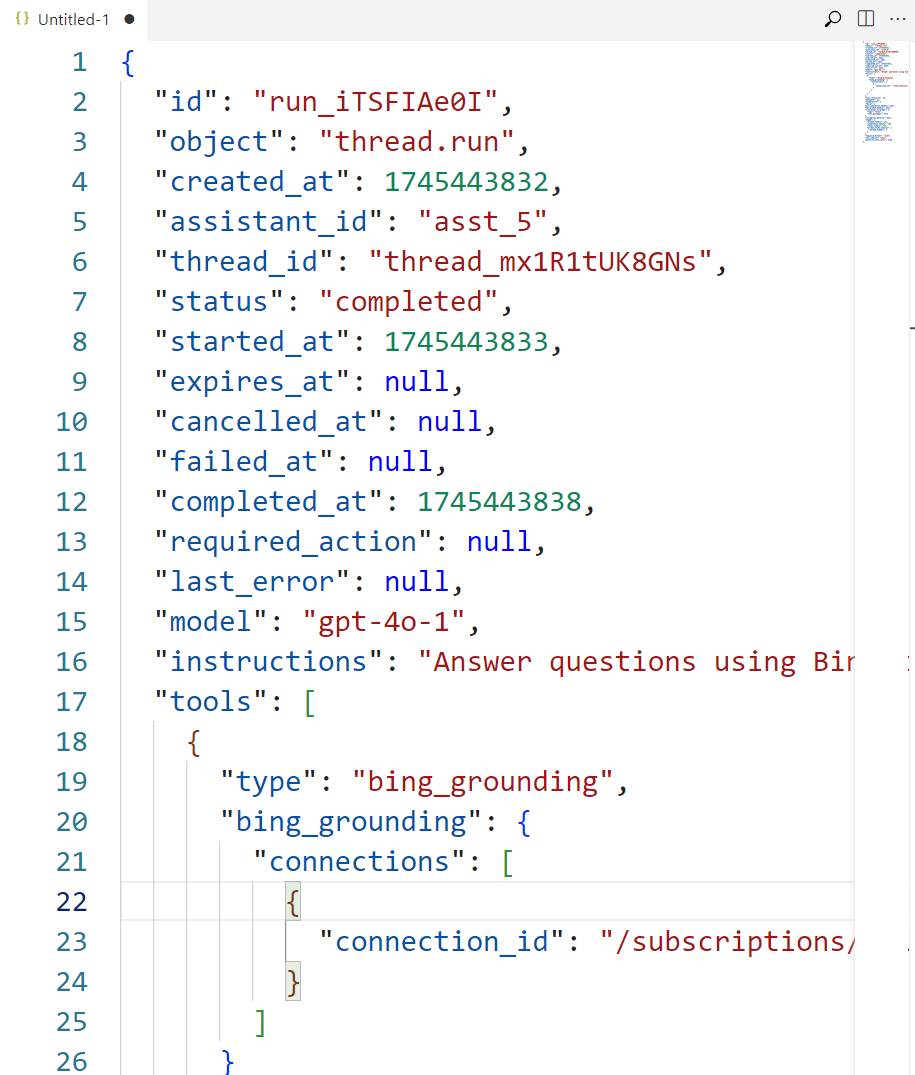 {} Untitled-1
1 {
2 "id": "run_iTSFIAe0I",
3 "object": "thread.run",
4 "created_at": 1745443832,
5 "assistant_id": "asst_5",
6 "thread_id": "thread_mx1R1tUK8GNs",
7 "status": "completed",
8 "started_at": 1745443833,
9 "expires_at": null,
10 "cancelled_at": null,
11 "failed_at": null,
12 "completed_at": 1745443838,
13 "required_action": null,
14 "last_error": null,
15 "model": "gpt-4o-1",
16 "instructions": "Answer questions using Bin
17 "tools": [
18 {
19 "type": "bing_grounding",
20 "bing_grounding": {
21 "connections": [
22 {
23 "connection_id": "/subscriptions/
24 }
25 ]
26 }